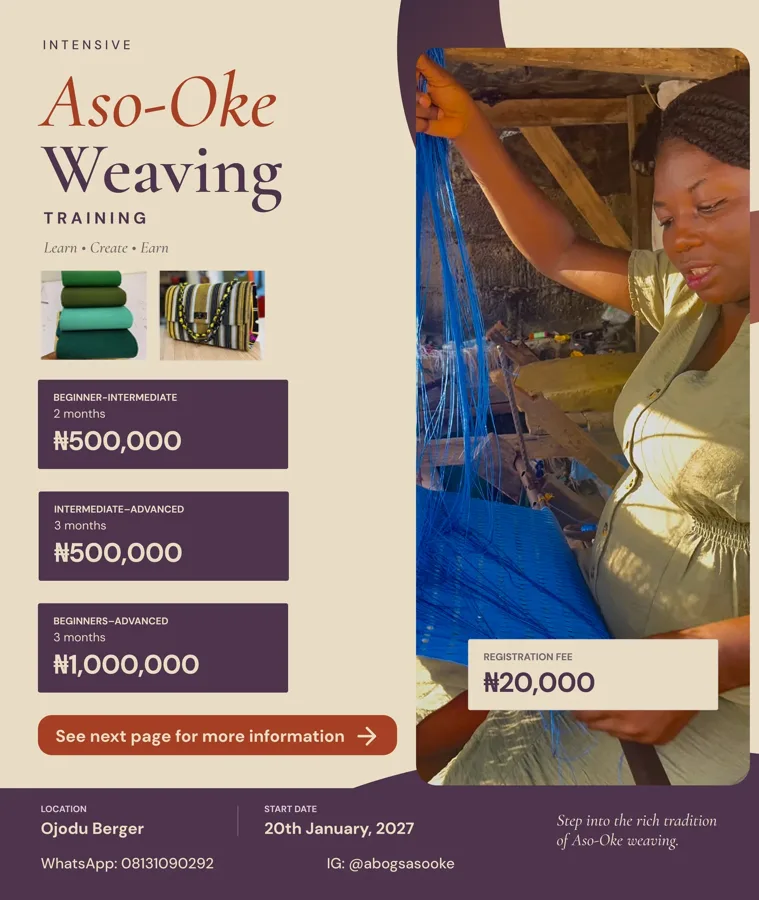 INTENSIVE
Aso-Oke
Weaving
TRAINING
Learn • Create • Earn
BEGINNER-INTERMEDIATE
2 months
₦500,000
INTERMEDIATE–ADVANCED
3 months
₦500,000
BEGINNERS–ADVANCED
3 months
₦1,000,000
See next page for more information →
REGISTRATION FEE
₦20,000
LOCATION
Ojodu Berger
START DATE
20th January, 2027
WhatsApp: 08131090292
IG: @abogsasooke
Step into the rich tradition
of Aso-Oke weaving.